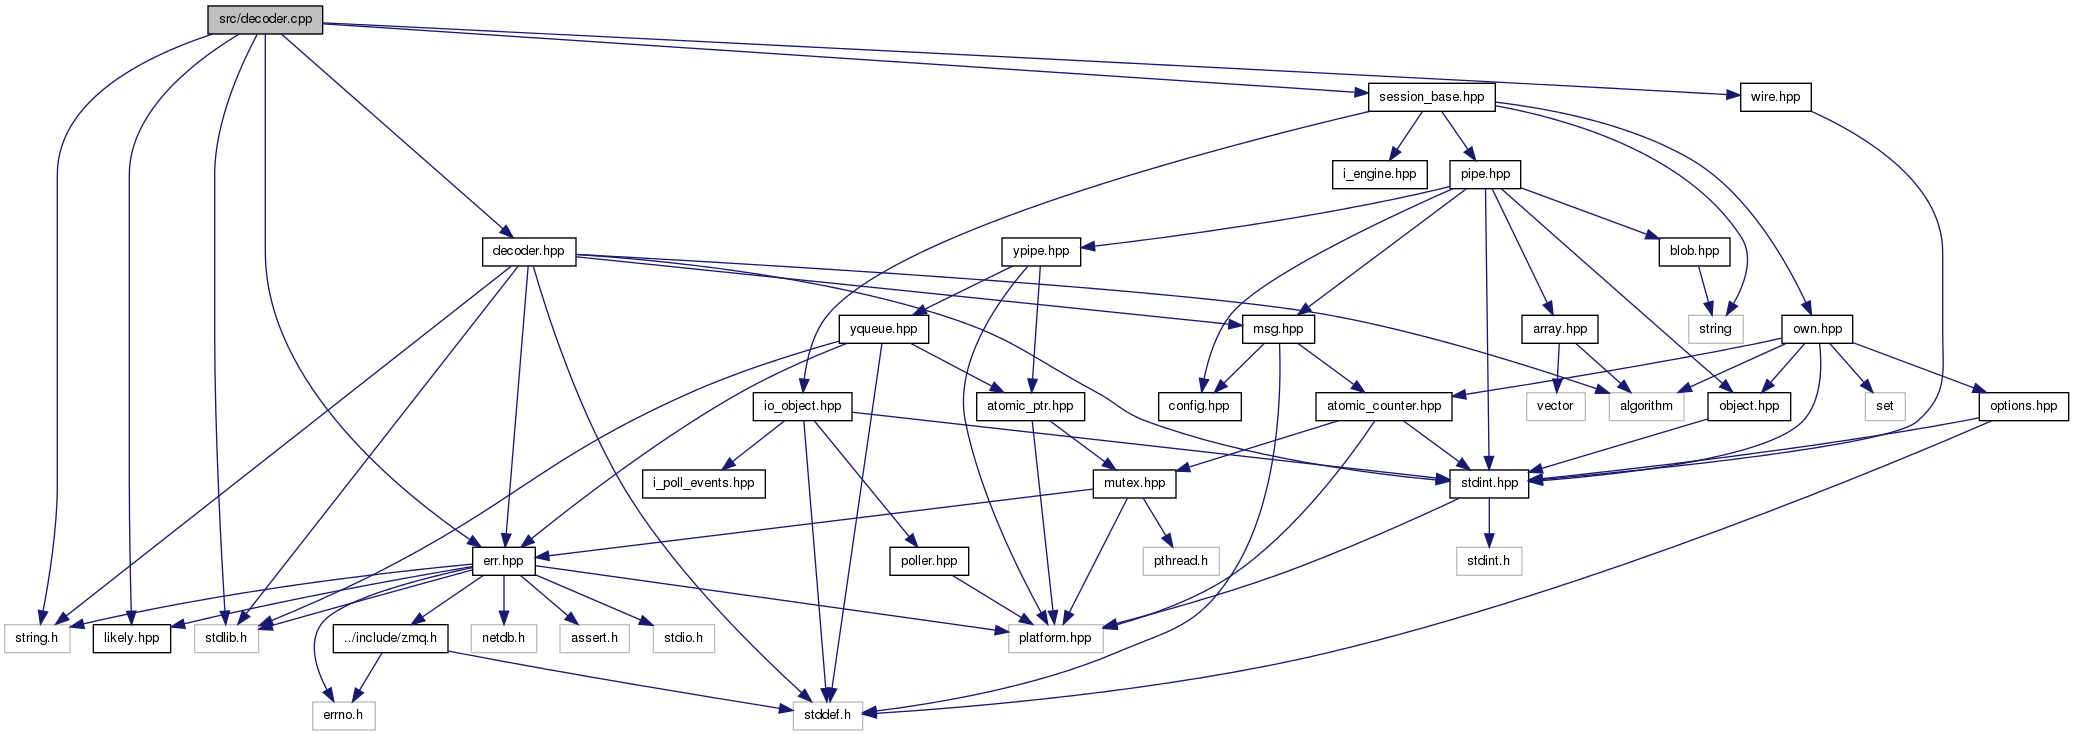 src/decoder.cpp
session_base.hpp
wire.hpp
i_engine.hpp
pipe.hpp
decoder.hpp
ypipe.hpp
blob.hpp
yqueue.hpp
msg.hpp
array.hpp
string
own.hpp
io_object.hpp
atomic_ptr.hpp
config.hpp
atomic_counter.hpp
vector
algorithm
object.hpp
set
options.hpp
i_poll_events.hpp
mutex.hpp
stdint.hpp
err.hpp
poller.hpp
pthread.h
stdint.h
string.h
likely.hpp
stdlib.h
../include/zmq.h
netdb.h
assert.h
stdio.h
platform.hpp
errno.h
stddef.h